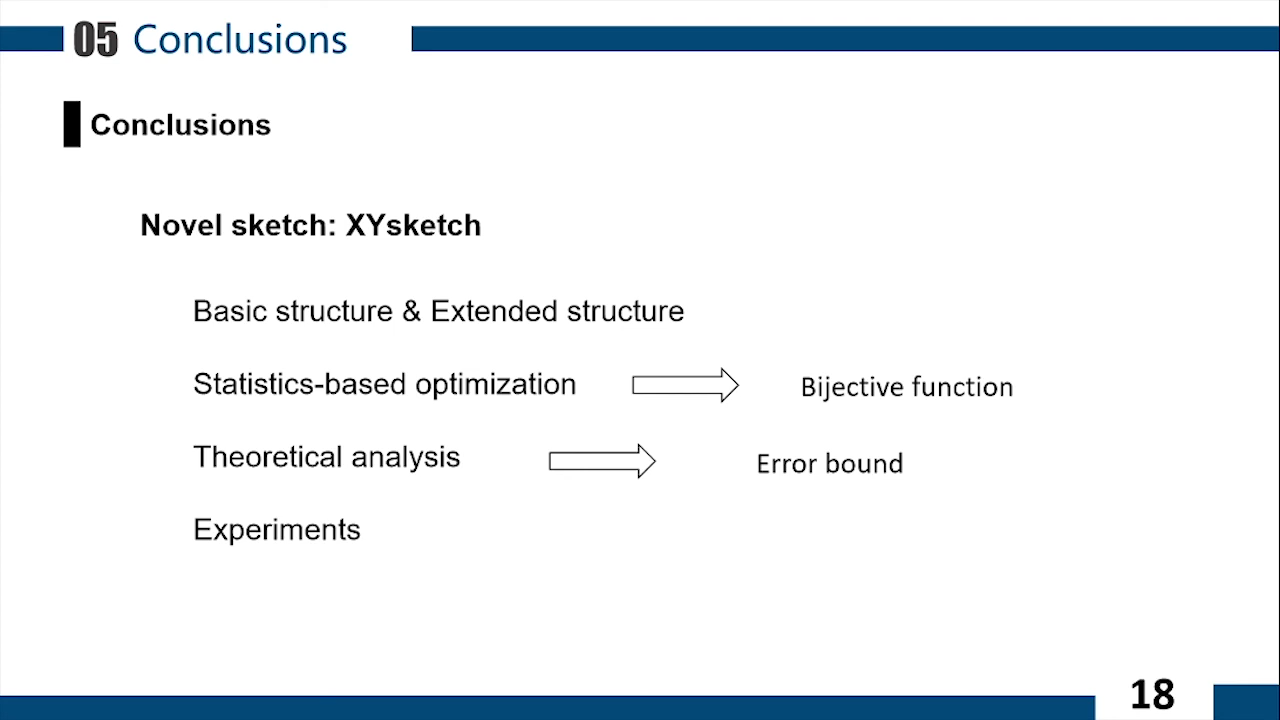 05 Conclusions
Conclusions
Novel sketch: XYsketch
Basic structure & Extended structure
Statistics-based optimization Bijective function
Theoretical analysis Error bound
Experiments
18